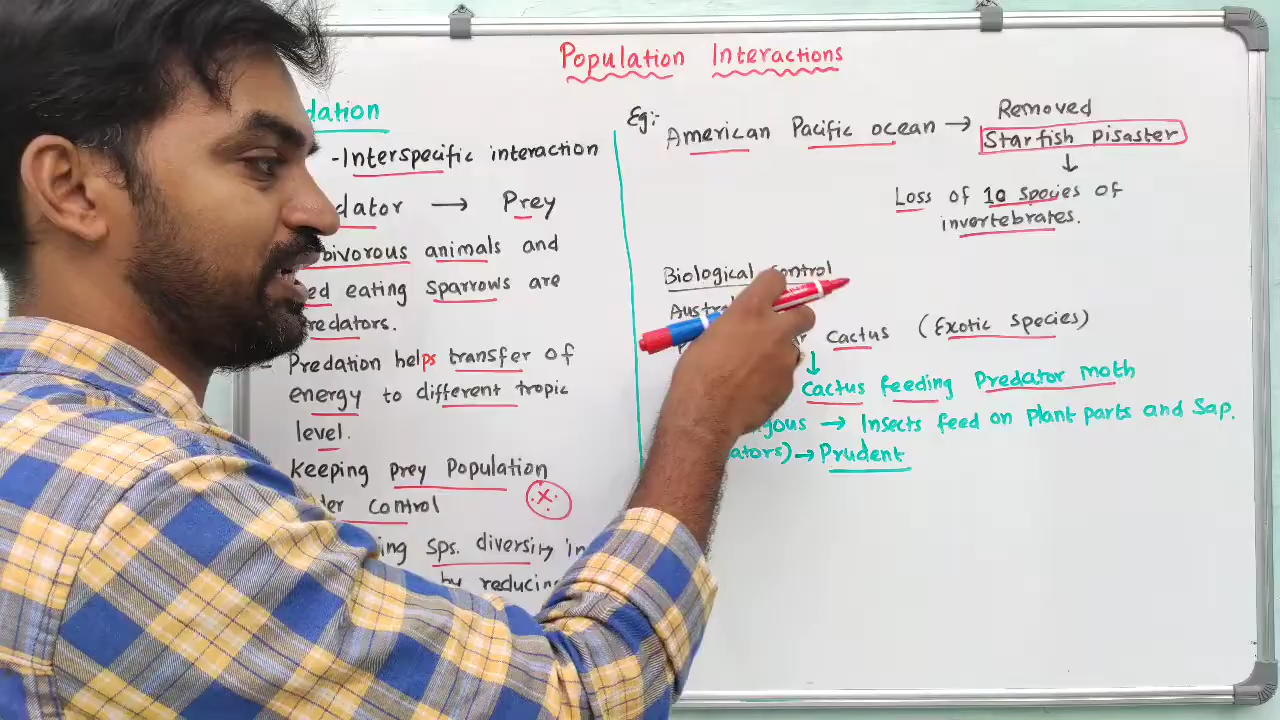 Population Interactions
dation
-Interspecific interaction
dator → Prey
bivorous animals and
ed eating sparrows are
redators.
- Predation helps transfer of
energy to different tropic
level.
keeping prey Population
der control
ing sps. diversity in
by reducin
Eg:- American Pacific ocean → Removed
Starfish Pisaster
↓
Loss of 10 species of
invertebrates.
Biological control
Austra
r cactus (Exotic species)
↓
Cactus feeding Predator moth
gous → Insects feed on Plant parts and Sap.
ators) → Prudent